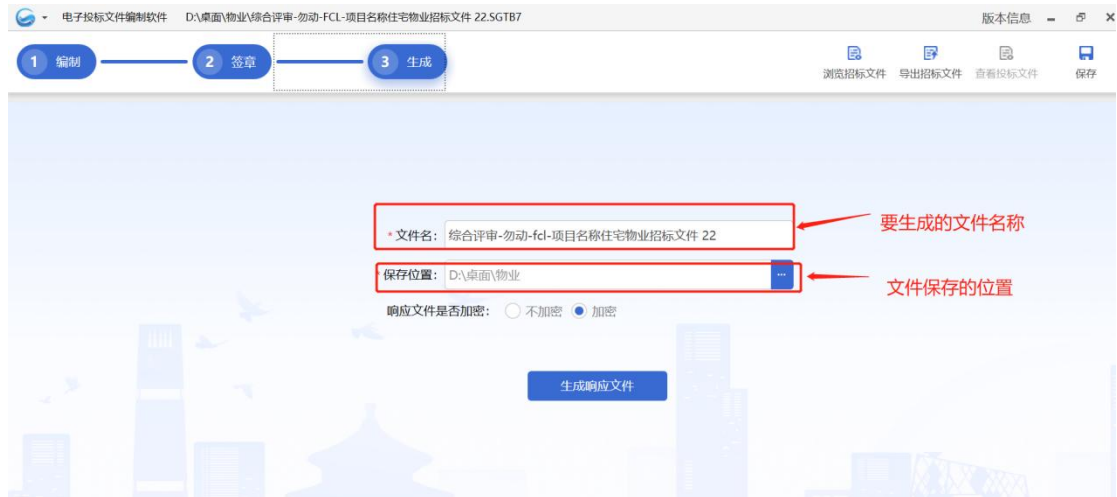 电子投标文件编制软件 D:\桌面\物业\综合评审-勿动-FCL-项目名称住宅物业招标文件 22.SGTB7 版本信息
1 编制 2 签章 3 生成
浏览招标文件 导出招标文件 查看投标文件 保存
* 文件名： 综合评审-勿动-fcl-项目名称住宅物业招标文件 22
要生成的文件名称
* 保存位置： D:\桌面\物业 ...
文件保存的位置
响应文件是否加密： 不加密 加密
生成响应文件